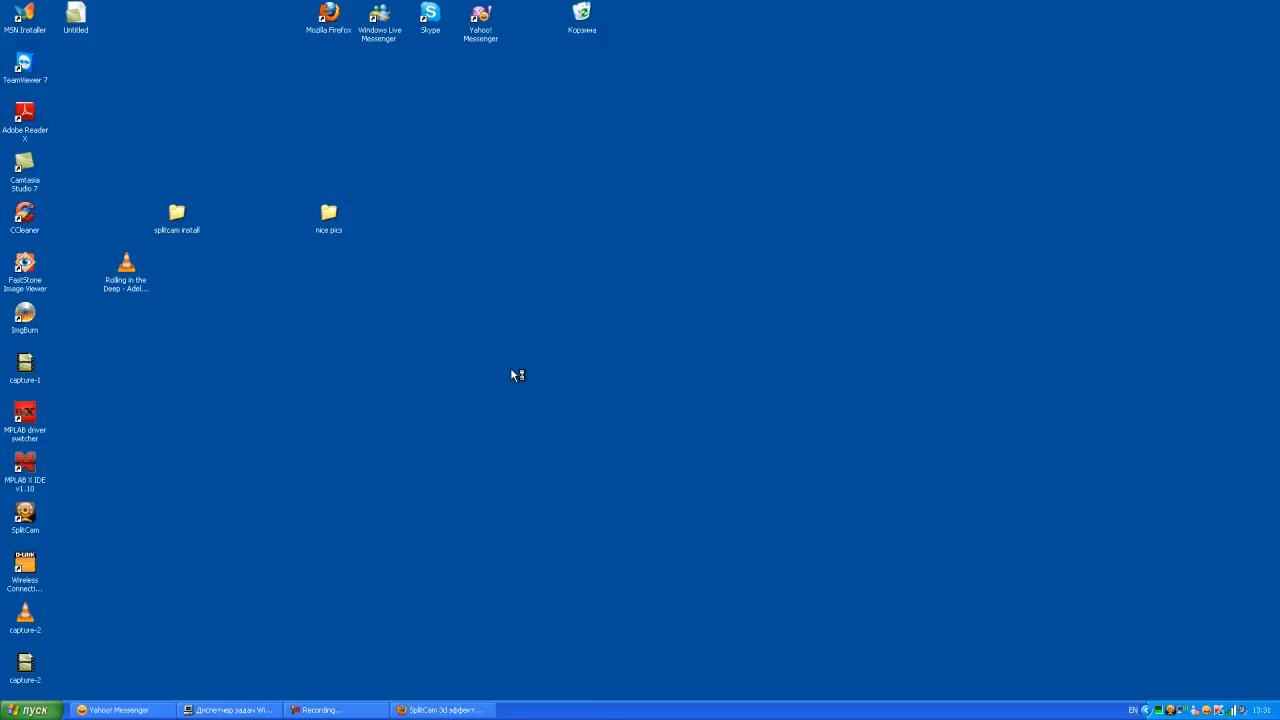 MSN Installer
Untitled
Mozilla Firefox
Windows Live
Messenger
Skype
Yahoo!
Messenger
Корзина
TeamViewer 7
Adobe Reader
X
Camtasia
Studio 7
CCleaner
splitcam install
nice pics
FastStone
Image Viewer
Rolling in the
Deep - Adel...
ImgBurn
capture-1
MPLAB driver
switcher
MPLAB X IDE
v1.10
SplitCam
D-Link
Wireless
Connecti...
capture-2
capture-2
пуск
Yahoo! Messenger
Диспетчер задач Wi...
Recording...
SplitCam 3d эффект...
EN
13:31